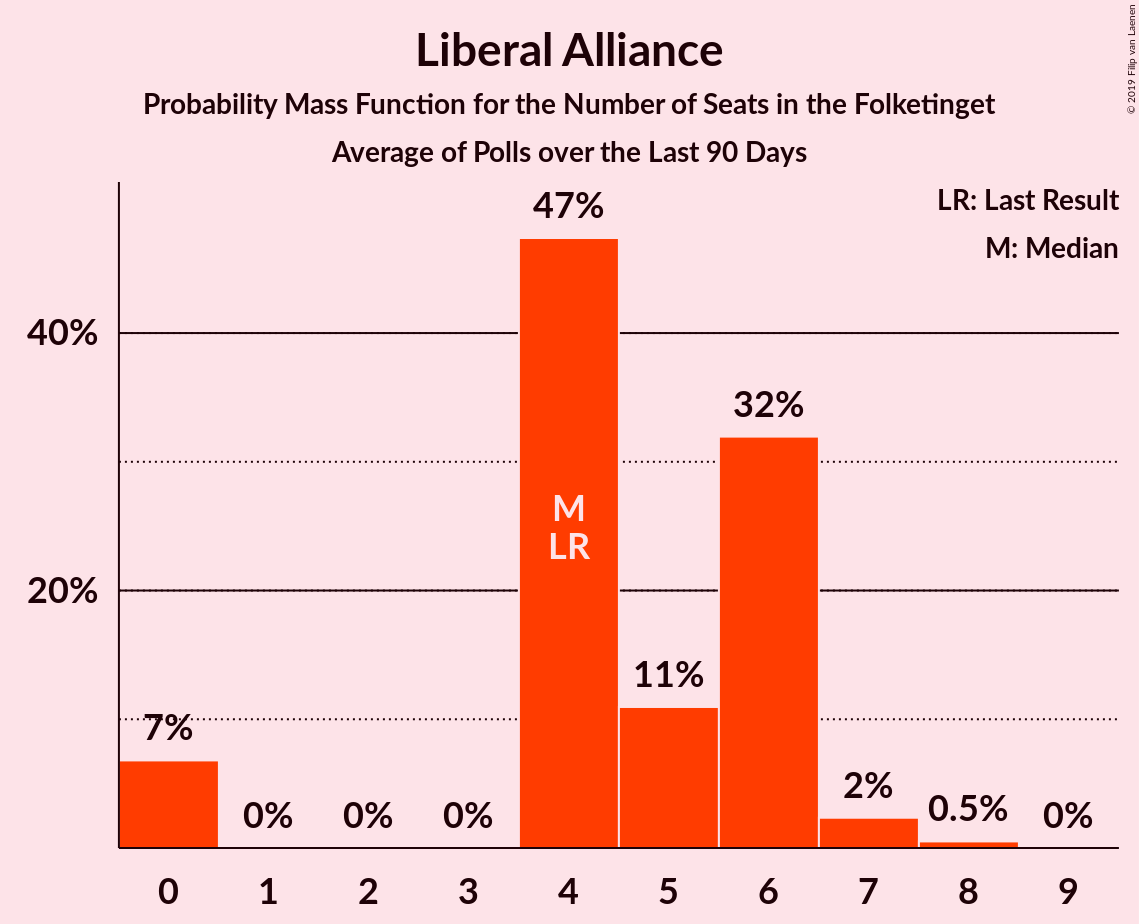 Liberal Alliance
Probability Mass Function for the Number of Seats in the Folketinget
Average of Polls over the Last 90 Days
© 2019 Filip van Laenen
LR: Last Result
M: Median
40%
20%
7%
0%
0%
0%
47%
11%
32%
2%
0.5%
0%
M
LR
0 1 2 3 4 5 6 7 8 9